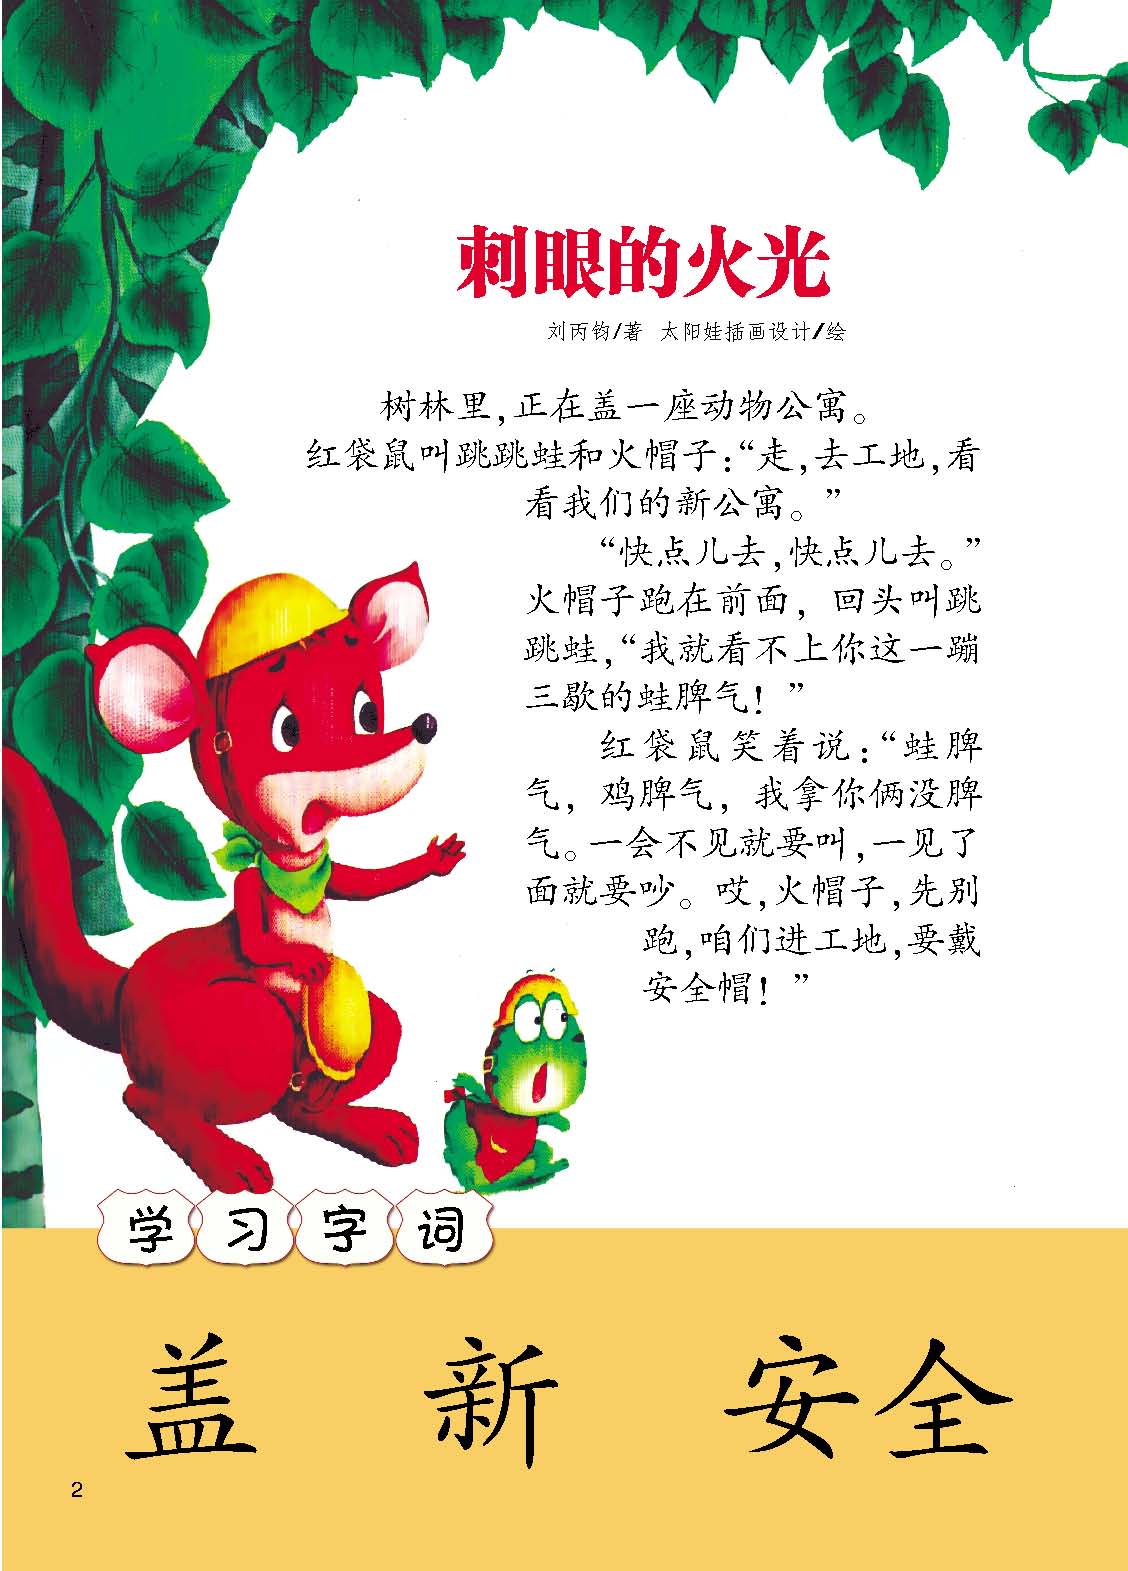 刺眼的火光
刘丙钧/著 太阳娃插画设计/绘
树林里,正在盖一座动物公寓。
红袋鼠叫跳跳蛙和火帽子:“走,去工地,看
看我们的新公寓。”
“快点儿去,快点儿去。”
火帽子跑在前面, 回头叫跳
跳蛙,“我就看不上你这一蹦
三歇的蛙脾气! ”
红袋鼠笑着说:“蛙脾
气, 鸡脾气, 我拿你俩没脾
气。一会不见就要叫,一见了
面就要吵。哎,火帽子,先别
跑,咱们进工地,要戴
安全帽! ”
学习字词
盖 新 安全
2